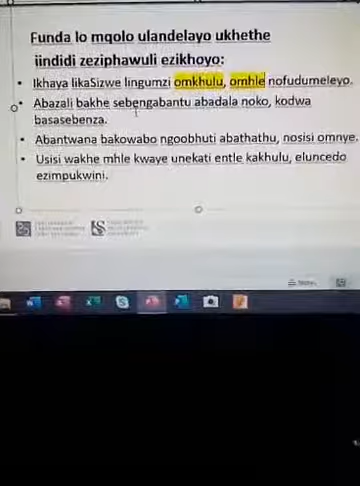 Funda lo mqolo ulandelayo ukhethe
iindidi zeziphawuli ezikhoyo:
• Ikhaya likaSizwe lingumzi omkhulu, omhle nofudumeleyo.
• Abazali bakhe sebengabantu abadala noko, kodwa
basasebenza.
• Abantwana bakowabo ngoobhuti abathathu, nosisi omnye.
• Usisi wakhe mhle kwaye unekati entle kakhulu, eluncedo
ezimpukwini.